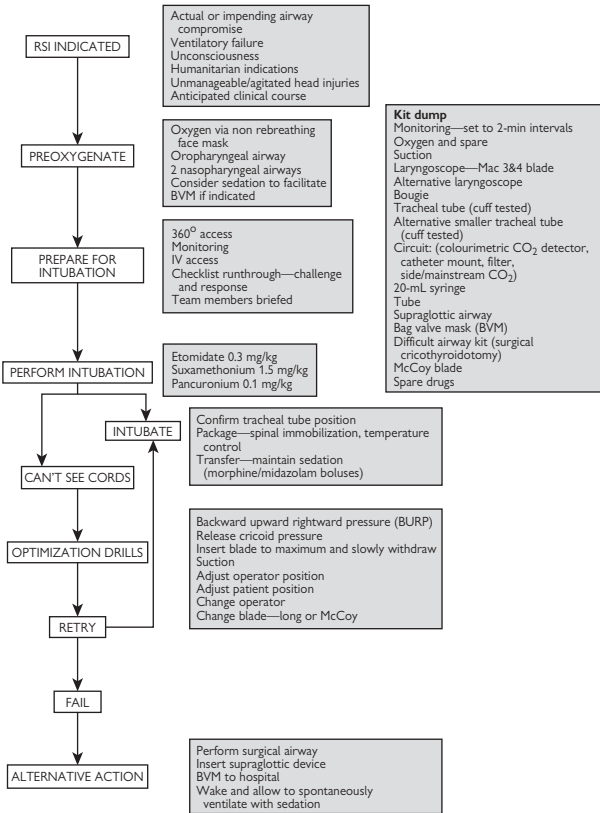 RSI INDICATED
Actual or impending airway
compromise
Ventilatory failure
Unconsciousness
Humanitarian indications
Unmanageable/agitated head injuries
Anticipated clinical course
PREOXYGENATE
Oxygen via non rebreathing
face mask
Oropharyngeal airway
2 nasopharyngeal airways
Consider sedation to facilitate
BVM if indicated
PREPARE FOR
INTUBATION
360° access
Monitoring
IV access
Checklist runthrough—challenge
and response
Team members briefed
Kit dump
Monitoring—set to 2-min intervals
Oxygen and spare
Suction
Laryngoscope—Mac 3&4 blade
Alternative laryngoscope
Bougie
Tracheal tube (cuff tested)
Alternative smaller tracheal tube
(cuff tested)
Circuit: (colourimetric CO₂ detector,
catheter mount, filter,
side/mainstream CO₂)
20-mL syringe
Tube
Supraglottic airway
Bag valve mask (BVM)
Difficult airway kit (surgical
cricothyroidotomy)
McCoy blade
Spare drugs
PERFORM INTUBATION
Etomidate 0.3 mg/kg
Suxamethonium 1.5 mg/kg
Pancuronium 0.1 mg/kg
INTUBATE
Confirm tracheal tube position
Package—spinal immobilization, temperature
control
Transfer—maintain sedation
(morphine/midazolam boluses)
CAN'T SEE CORDS
OPTIMIZATION DRILLS
Backward upward rightward pressure (BURP)
Release cricoid pressure
Insert blade to maximum and slowly withdraw
Suction
Adjust operator position
Adjust patient position
Change operator
Change blade—long or McCoy
RETRY
FAIL
ALTERNATIVE ACTION
Perform surgical airway
Insert supraglottic device
BVM to hospital
Wake and allow to spontaneously
ventilate with sedation